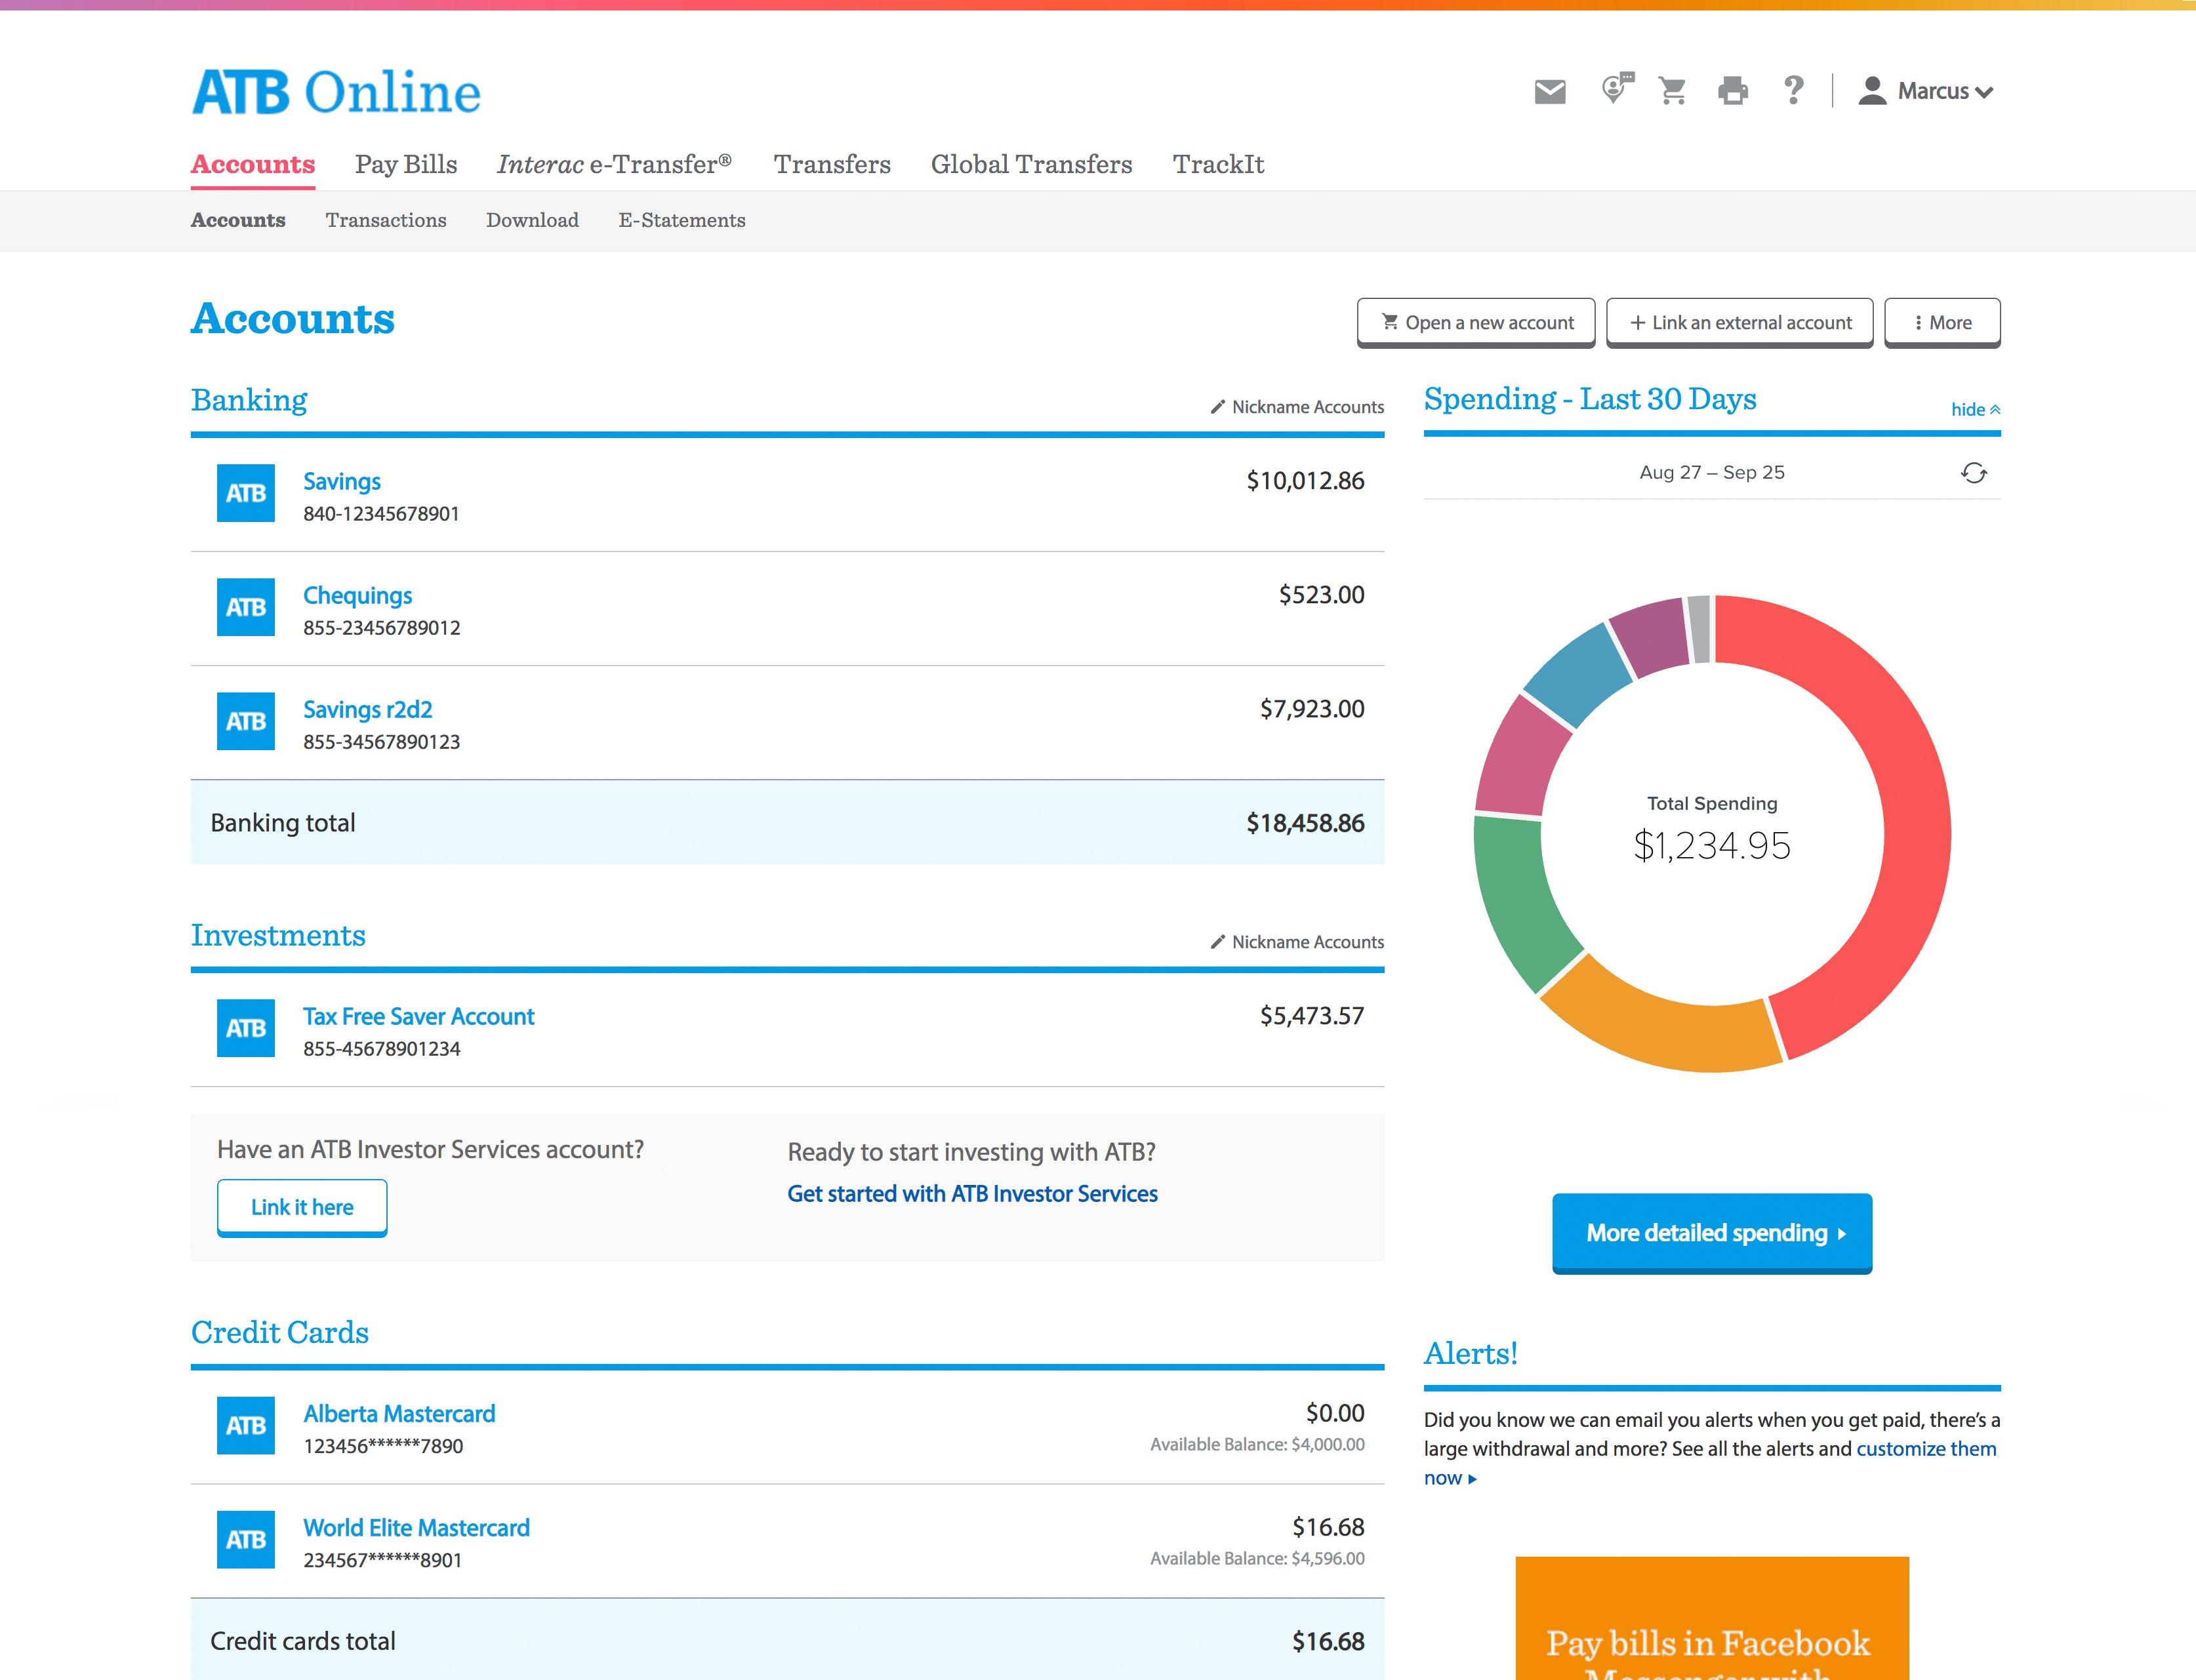 ATB Online
Marcus
Accounts Pay Bills Interac e-Transfer® Transfers Global Transfers TrackIt
Accounts Transactions Download E-Statements
Accounts
Open a new account
+ Link an external account
More
Banking
Nickname Accounts
ATB
Savings
$10,012.86
840-12345678901
ATB
Chequings
$523.00
855-23456789012
ATB
Savings r2d2
$7,923.00
855-34567890123
Banking total
$18,458.86
Investments
Nickname Accounts
ATB
Tax Free Saver Account
$5,473.57
855-45678901234
Have an ATB Investor Services account?
Link it here
Ready to start investing with ATB?
Get started with ATB Investor Services
Credit Cards
ATB
Alberta Mastercard
$0.00
123456******7890
Available Balance: $4,000.00
ATB
World Elite Mastercard
$16.68
234567******8901
Available Balance: $4,596.00
Credit cards total
$16.68
Spending - Last 30 Days
hide
Aug 27 – Sep 25
Total Spending
$1,234.95
More detailed spending
Alerts!
Did you know we can email you alerts when you get paid, there's a
large withdrawal and more? See all the alerts and customize them
now
Pay bills in Facebook
Messenger with